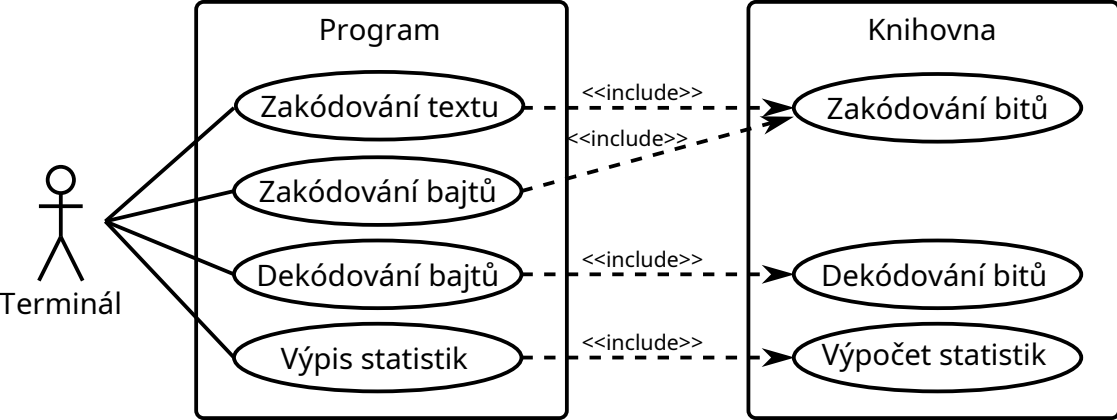 Program
Knihovna
Zakódování textu
<<include>>
Zakódování bitů
<<include>>
Zakódování bajtů
Dekódování bajtů
<<include>>
Dekódování bitů
Terminál
Výpis statistik
<<include>>
Výpočet statistik